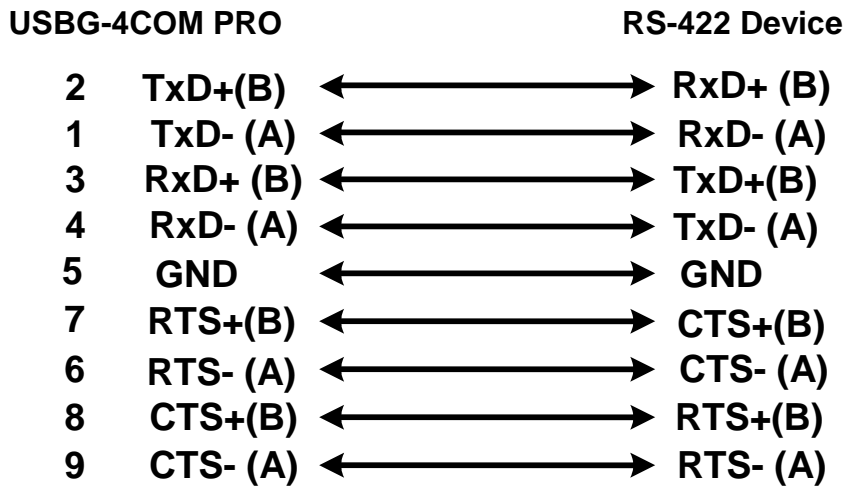 USBG-4COM PRO RS-422 Device
2 TxD+(B) RxD+ (B)
1 TxD- (A) RxD- (A)
3 RxD+ (B) TxD+(B)
4 RxD- (A) TxD- (A)
5 GND GND
7 RTS+(B) CTS+(B)
6 RTS- (A) CTS- (A)
8 CTS+(B) RTS+(B)
9 CTS- (A) RTS- (A)